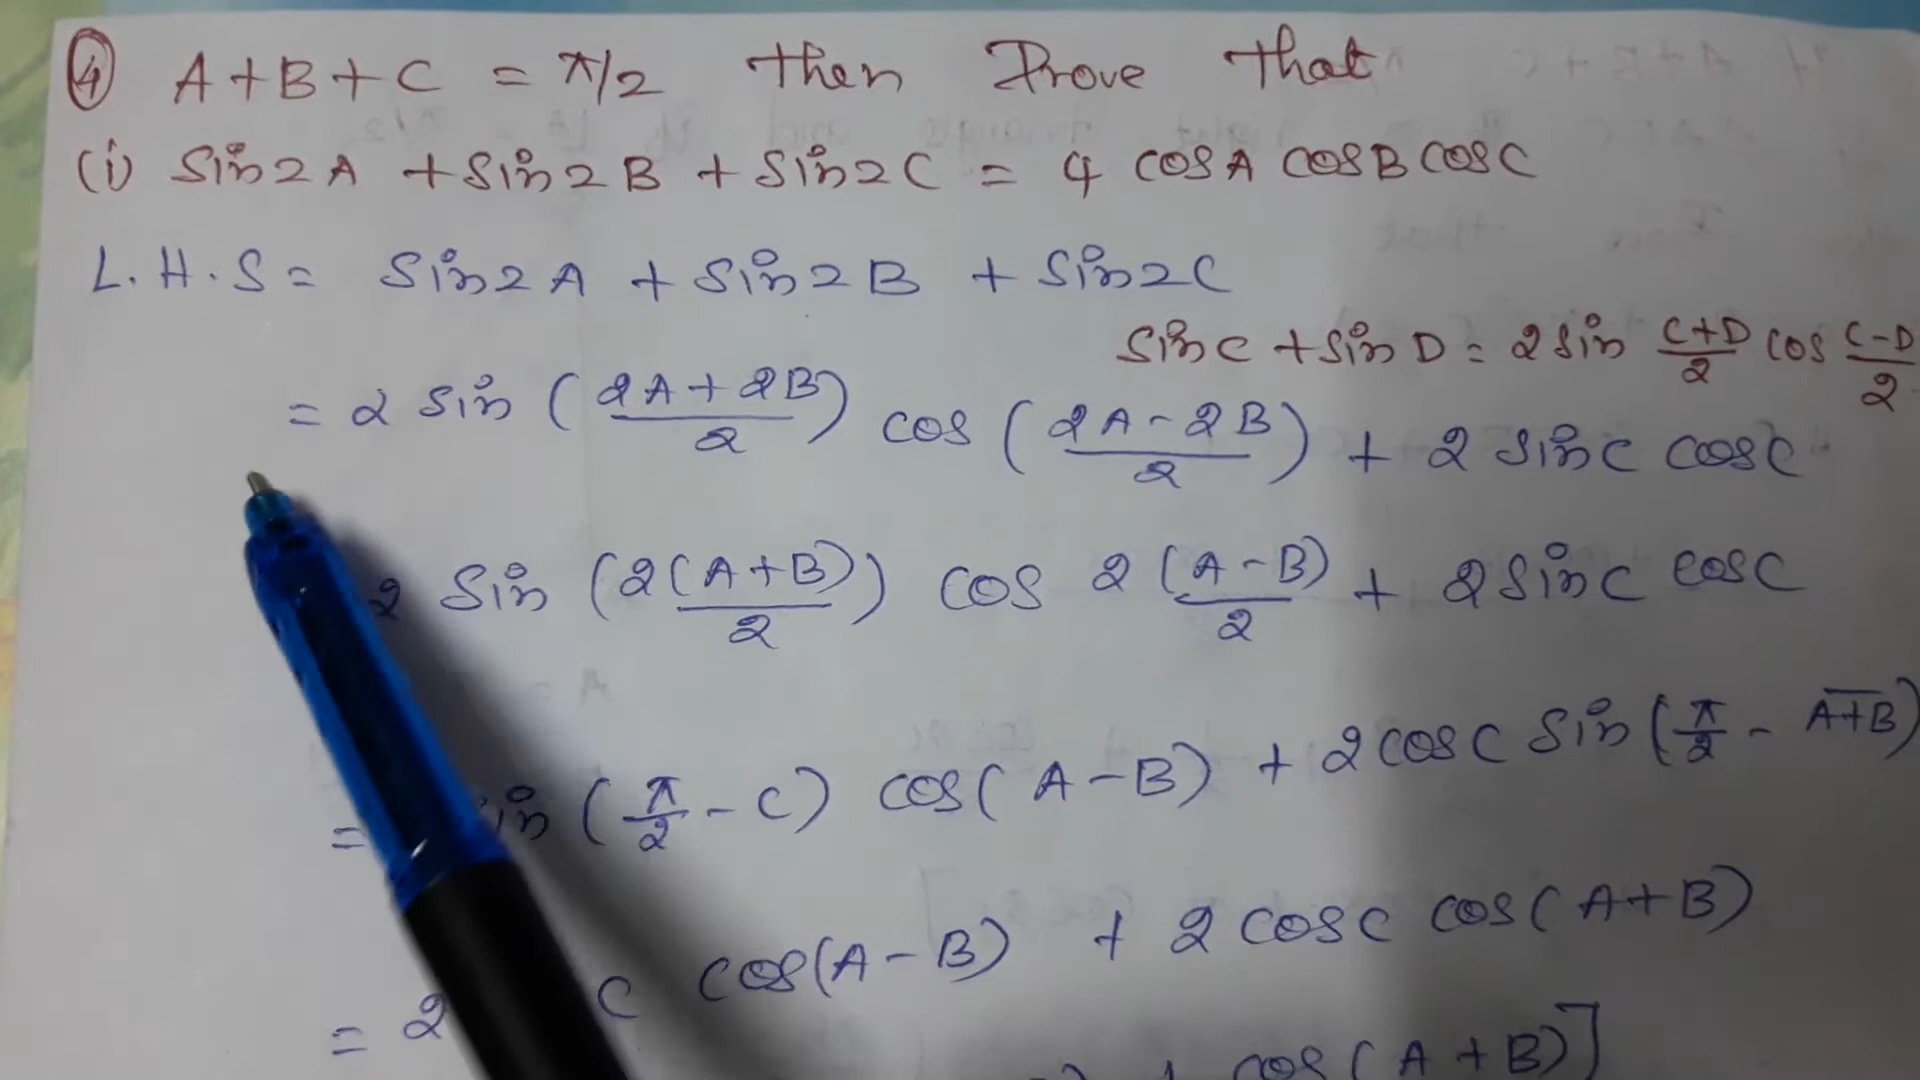 (4) A+B+C = π/2 then Prove that
(i) Sin2A + Sin2B + Sin2C = 4 cosA cosB cosC
L.H.S = Sin2A + Sin2B + Sin2C
Sinc + Sin D = 2 Sin (C+D)/2 cos (C-D)/2
= 2 Sin ((2A+2B)/2) cos ((2A-2B)/2) + 2 Sinc cosc
2 Sin (2(A+B)/2) cos 2(A-B)/2 + 2 Sinc cosc
= in (π/2 - C) cos(A-B) + 2 cosc Sin (π/2 - A+B)
= 2 c cos(A-B) + 2 cosc cos(A+B)
cos(A+B)]